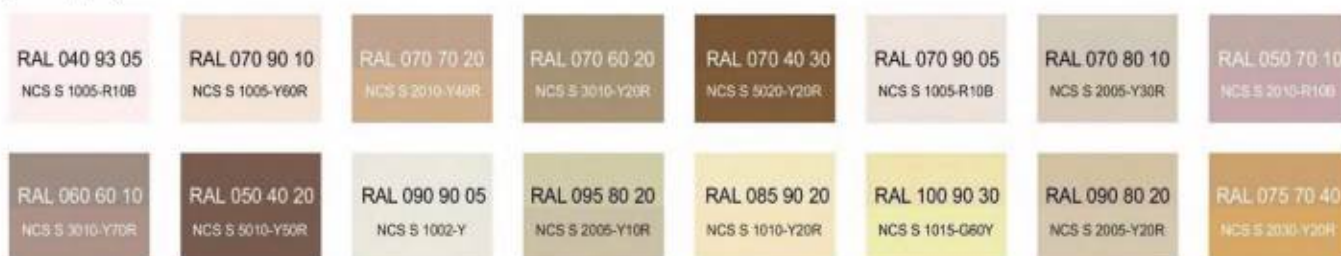 RAL 040 93 05
NCS S 1005-R10B
RAL 070 90 10
NCS S 1005-Y60R
RAL 070 70 20
NCS S 2010-Y40R
RAL 070 60 20
NCS S 3010-Y20R
RAL 070 40 30
NCS S 5020-Y20R
RAL 070 90 05
NCS S 1005-R10B
RAL 070 80 10
NCS S 2005-Y30R
RAL 050 70 10
NCS S 2010-R10B
RAL 060 60 10
NCS S 3010-Y70R
RAL 050 40 20
NCS S 5010-Y50R
RAL 090 90 05
NCS S 1002-Y
RAL 095 80 20
NCS S 2005-Y10R
RAL 085 90 20
NCS S 1010-Y20R
RAL 100 90 30
NCS S 1015-G60Y
RAL 090 80 20
NCS S 2005-Y20R
RAL 075 70 40
NCS S 2030-Y20R